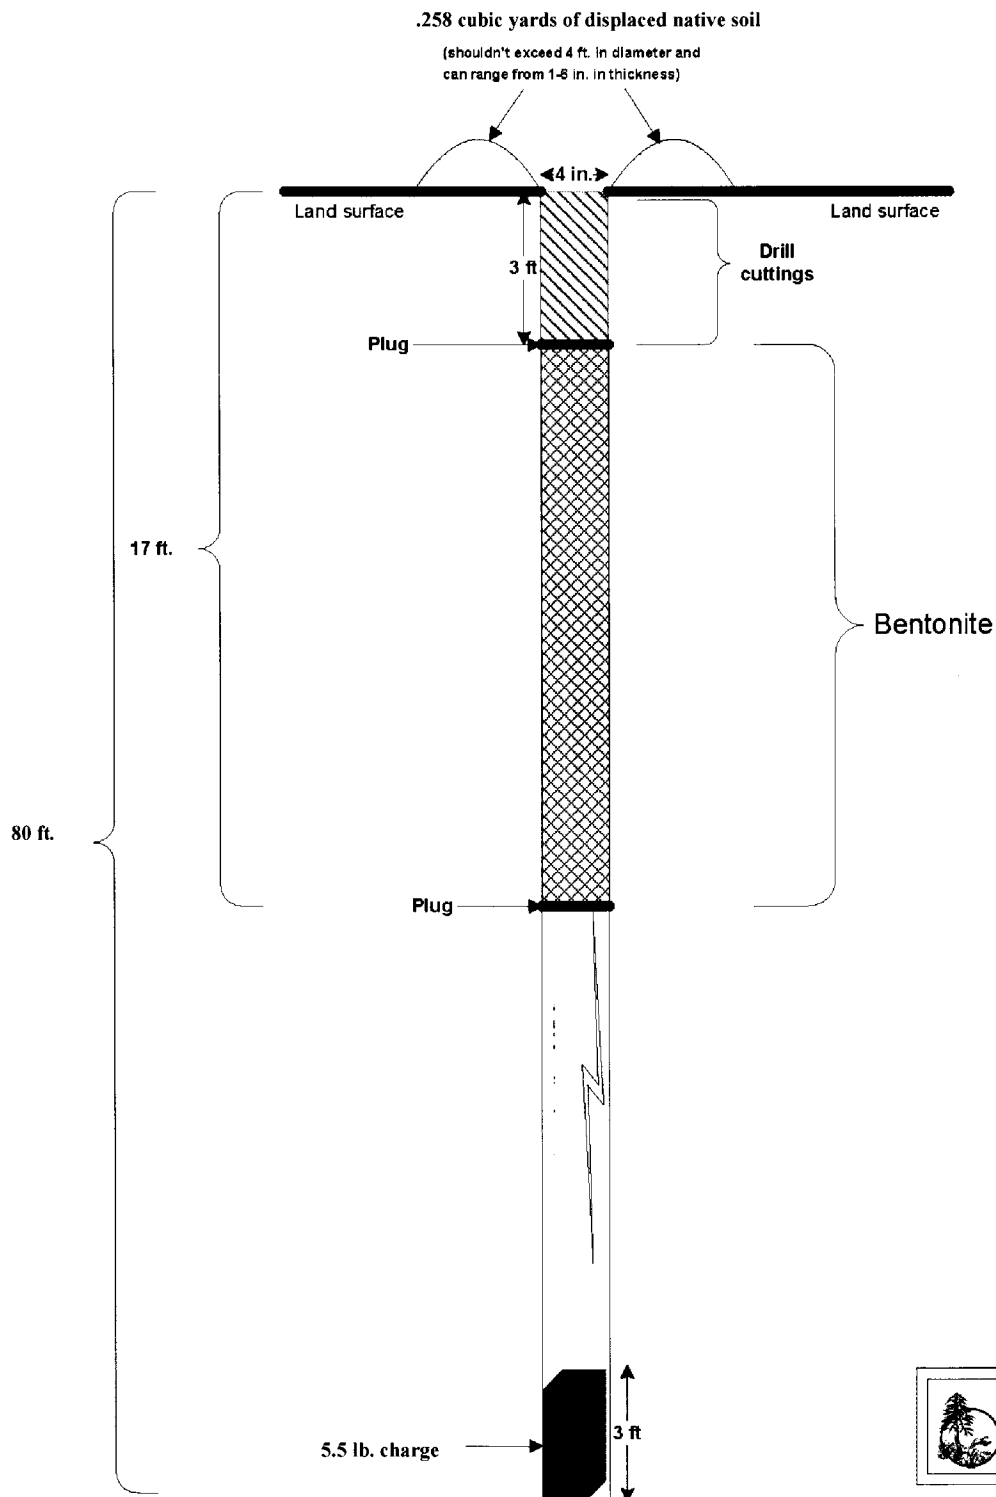 .258 cubic yards of displaced native soil
(shouldn't exceed 4 ft. in diameter and
can range from 1-6 in. in thickness)
4 in.
Land surface
Land surface
3 ft
Drill
cuttings
Plug
17 ft.
Bentonite
80 ft.
Plug
5.5 lb. charge
3 ft